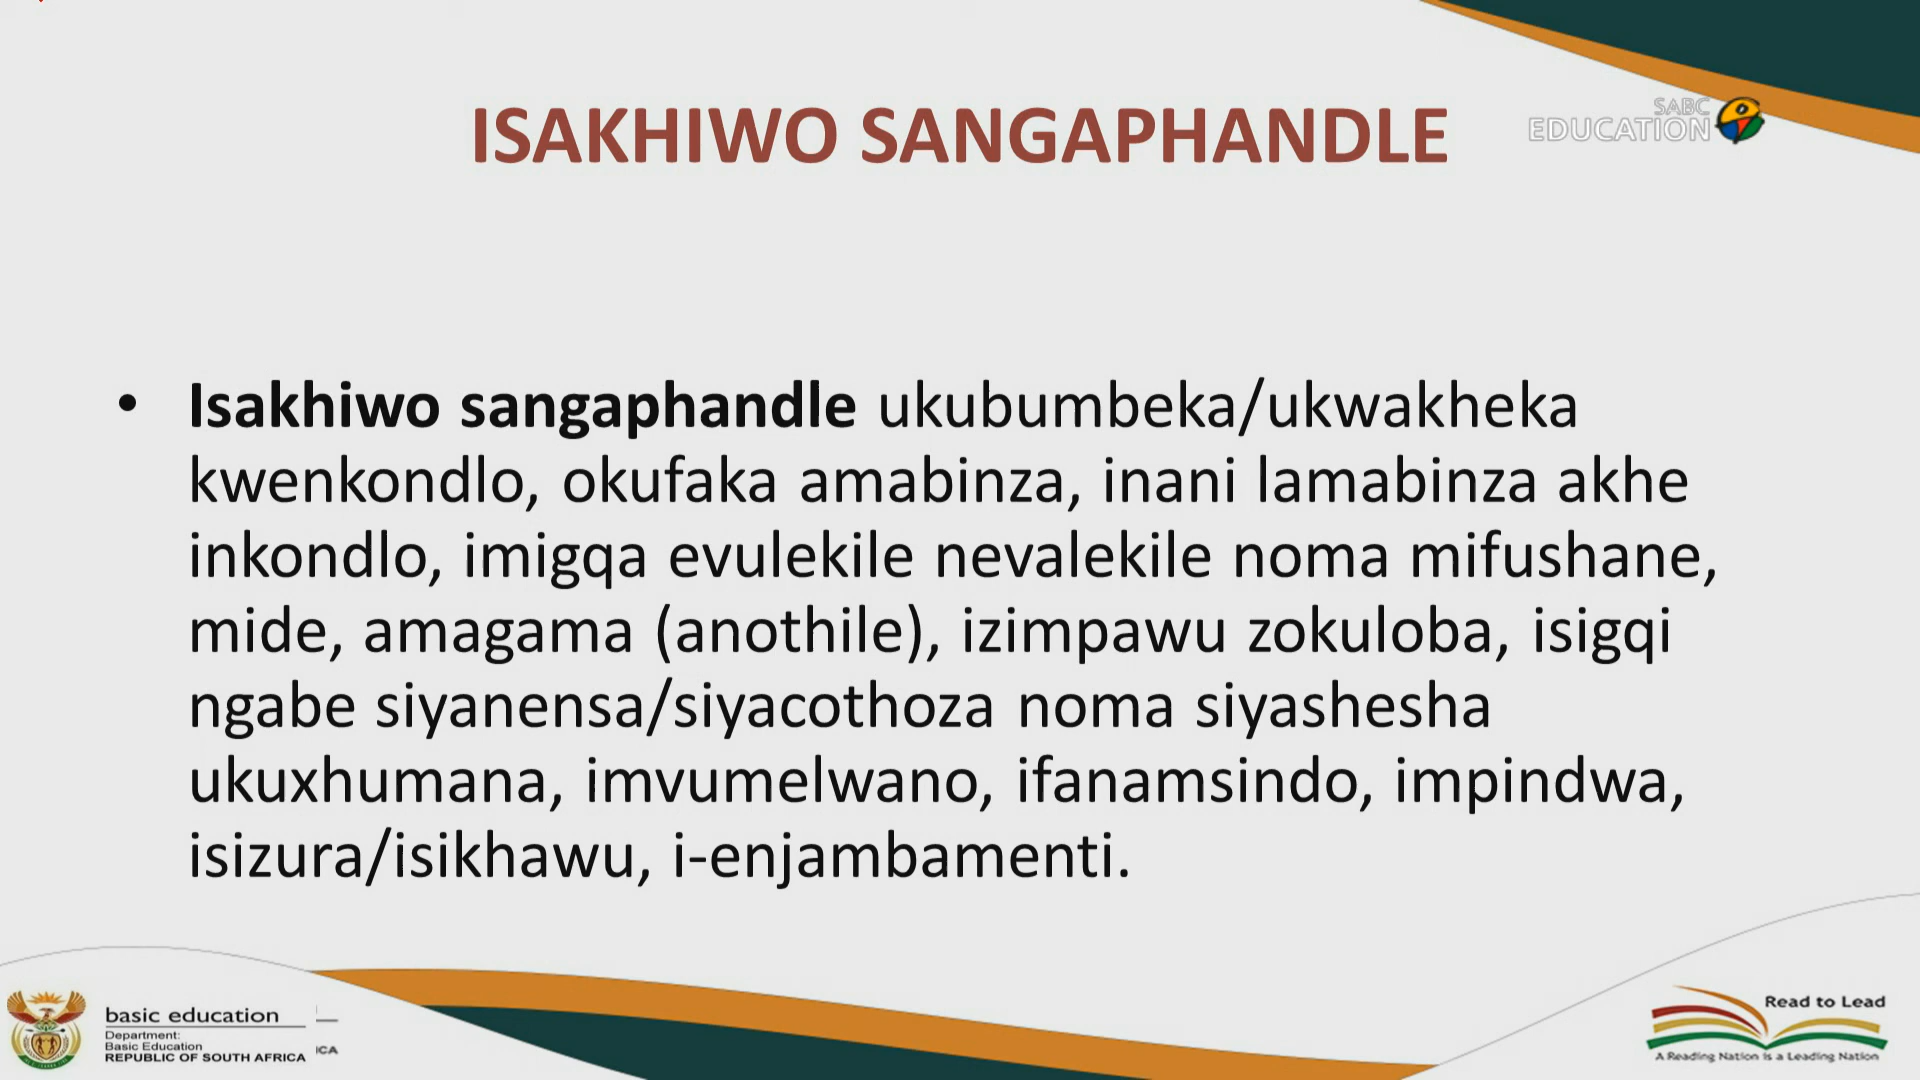 SABC
EDUCATION
ISAKHIWO SANGAPHANDLE
• Isakhiwo sangaphandle ukubumbeka/ukwakheka
kwenkondlo, okufaka amabinza, inani lamabinza akhe
inkondlo, imigqa evulekile nevalekile noma mifushane,
mide, amagama (anothile), izimpawu zokuloba, isigqi
ngabe siyanensa/siyacothoza noma siyashesha
ukuxhumana, imvumelwano, ifanamsindo, impindwa,
isizura/isikhawu, i-enjambamenti.
basic education
Department:
Basic Education
REPUBLIC OF SOUTH AFRICA
ICA
Read to Lead
A Reading Nation is a Leading Nation